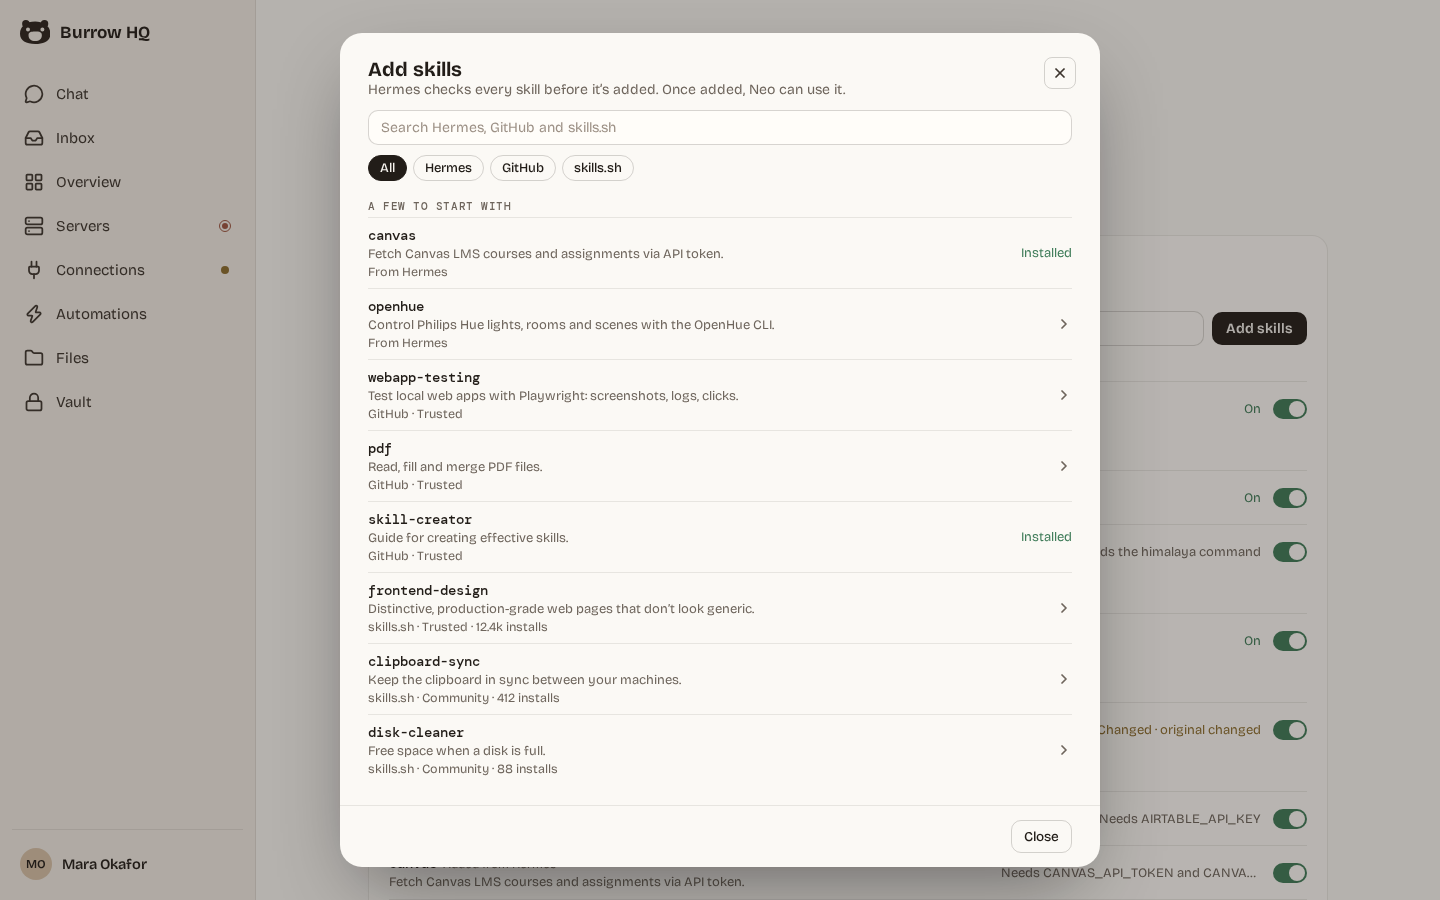 Burrow HQ
Chat
Inbox
Overview
Servers
Connections
Automations
Files
Vault
MO Mara Okafor
Add skills
Hermes checks every skill before it's added. Once added, Neo can use it.
Search Hermes, GitHub and skills.sh
All Hermes GitHub skills.sh
A FEW TO START WITH
canvas
Fetch Canvas LMS courses and assignments via API token.
From Hermes
Installed
openhue
Control Philips Hue lights, rooms and scenes with the OpenHue CLI.
From Hermes
webapp-testing
Test local web apps with Playwright: screenshots, logs, clicks.
GitHub · Trusted
pdf
Read, fill and merge PDF files.
GitHub · Trusted
skill-creator
Guide for creating effective skills.
GitHub · Trusted
Installed
frontend-design
Distinctive, production-grade web pages that don't look generic.
skills.sh · Trusted · 12.4k installs
clipboard-sync
Keep the clipboard in sync between your machines.
skills.sh · Community · 412 installs
disk-cleaner
Free space when a disk is full.
skills.sh · Community · 88 installs
Close
Add skills
On
On
the himalaya command
On
Changed · original changed
Needs AIRTABLE_API_KEY
Fetch Canvas LMS courses and assignments via API token.
Needs CANVAS_API_TOKEN and CANVA...